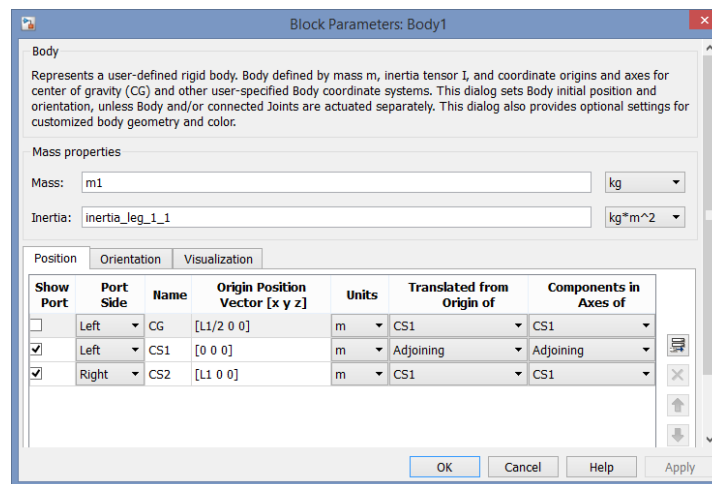 Block Parameters: Body1
Body
Represents a user-defined rigid body. Body defined by mass m, inertia tensor I, and coordinate origins and axes for
center of gravity (CG) and other user-specified Body coordinate systems. This dialog sets Body initial position and
orientation, unless Body and/or connected Joints are actuated separately. This dialog also provides optional settings for
customized body geometry and color.
Mass properties
Mass: m1 kg
Inertia: inertia_leg_1_1 kg*m^2
Position Orientation Visualization
Show Port Port Side Name Origin Position Vector [x y z] Units Translated from Origin of Components in Axes of
Left CG [L1/2 0 0] m CS1 CS1
Left CS1 [0 0 0] m Adjoining Adjoining
Right CS2 [L1 0 0] m CS1 CS1
OK Cancel Help Apply